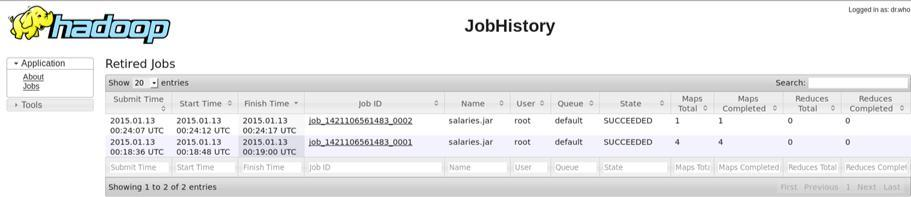 Logged in as: dr.who
hadoop
JobHistory
Application
About
Jobs
Tools
Retired Jobs
Show 20 entries
Search:
Submit Time Start Time Finish Time Job ID Name User Queue State Maps Total Maps Completed Reduces Total Reduces Completed
2015.01.13 00:24:07 UTC 2015.01.13 00:24:12 UTC 2015.01.13 00:24:17 UTC job_1421106561483_0002 salaries.jar root default SUCCEEDED 1 1 0 0
2015.01.13 00:18:36 UTC 2015.01.13 00:18:48 UTC 2015.01.13 00:19:00 UTC job_1421106561483_0001 salaries.jar root default SUCCEEDED 4 4 0 0
Submit Time Start Time Finish Time Job ID Name User Queue State Maps Tota Maps Completed Reduces Total Reduces Complet
Showing 1 to 2 of 2 entries
First Previous 1 Next Last